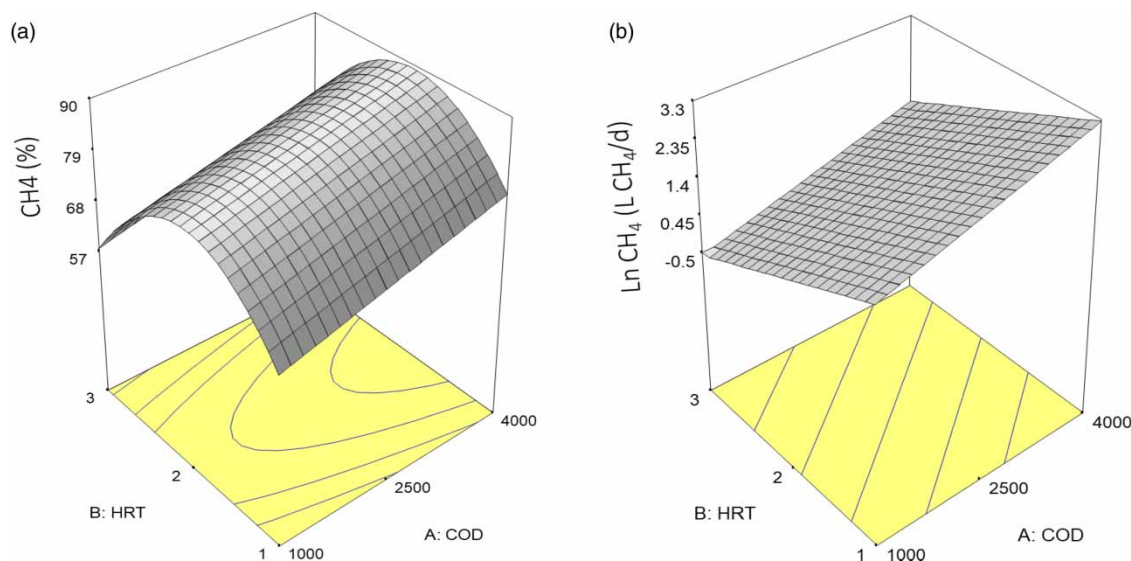 (a)
CH4 (%)
90
79
68
57
3
2
1
1000
2500
4000
B: HRT
A: COD
(b)
Ln CH₄ (L CH₄/d)
3.3
2.35
1.4
0.45
-0.5
3
2
1
1000
2500
4000
B: HRT
A: COD